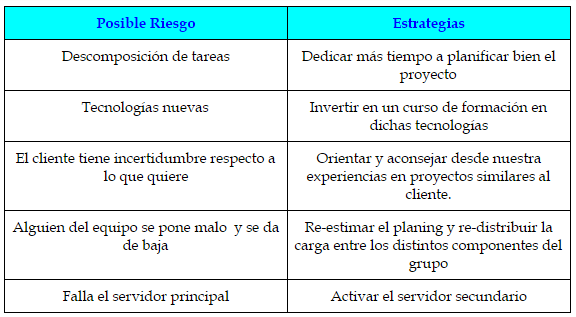 Posible Riesgo
Estrategias
Descomposición de tareas
Dedicar más tiempo a planificar bien el
proyecto
Tecnologías nuevas
Invertir en un curso de formación en
dichas tecnologías
El cliente tiene incertidumbre respecto a
lo que quiere
Orientar y aconsejar desde nuestra
experiencias en proyectos similares al
cliente.
Alguien del equipo se pone malo y se da
de baja
Re-estimar el planing y re-distribuir la
carga entre los distintos componentes del
grupo
Falla el servidor principal
Activar el servidor secundario